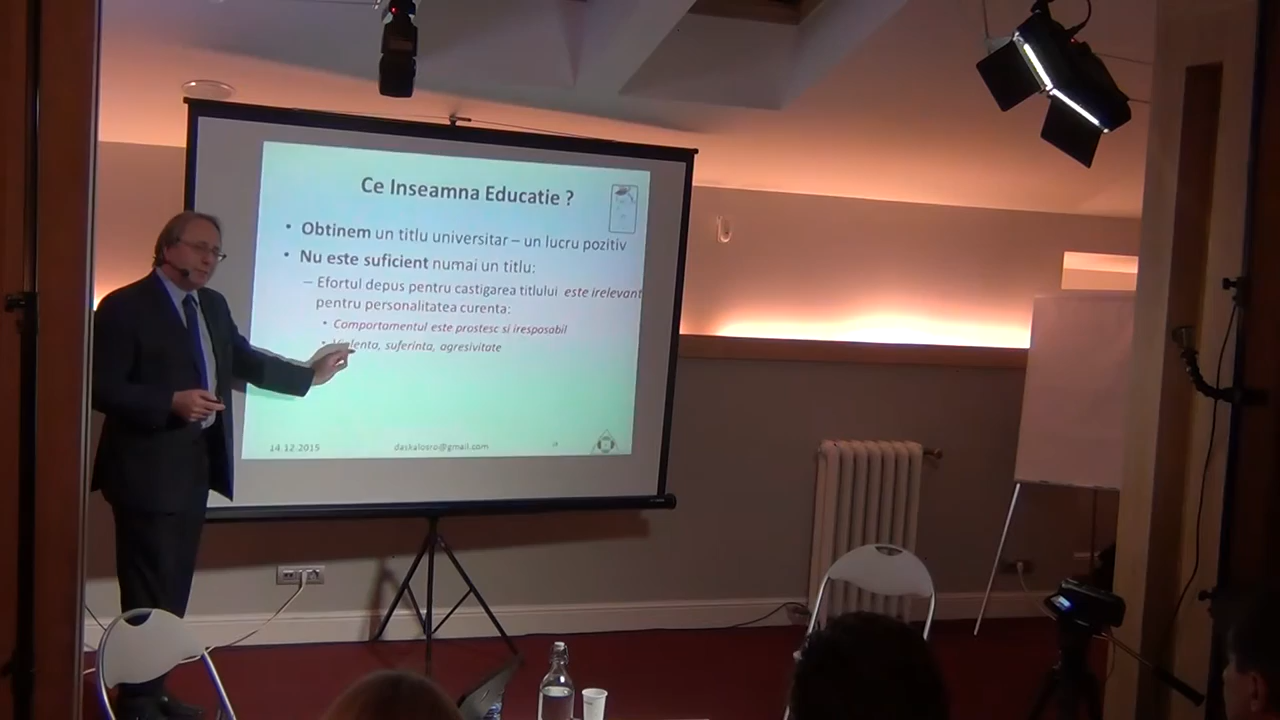 Ce Inseamna Educatie ?
• Obtinem un titlu universitar – un lucru pozitiv
• Nu este suficient numai un titlu:
– Efortul depus pentru castigarea titlului este irelevant
pentru personalitatea curenta:
• Comportamentul este prostesc si iresposabil
• Violenta, suferinta, agresivitate
14.12.2015 daskalosro@gmail.com